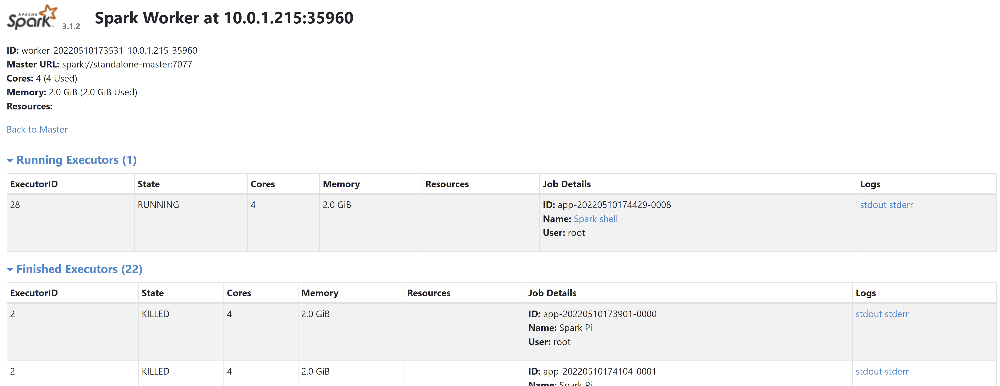 APACHE
Spark 3.1.2 Spark Worker at 10.0.1.215:35960
ID: worker-20220510173531-10.0.1.215-35960
Master URL: spark://standalone-master:7077
Cores: 4 (4 Used)
Memory: 2.0 GiB (2.0 GiB Used)
Resources:
Back to Master
Running Executors (1)
ExecutorID State Cores Memory Resources Job Details Logs
28 RUNNING 4 2.0 GiB ID: app-20220510174429-0008 stdout stderr
Name: Spark shell
User: root
Finished Executors (22)
ExecutorID State Cores Memory Resources Job Details Logs
2 KILLED 4 2.0 GiB ID: app-20220510173901-0000 stdout stderr
Name: Spark Pi
User: root
2 KILLED 4 2.0 GiB ID: app-20220510174104-0001 stdout stderr
Name: Spark Pi